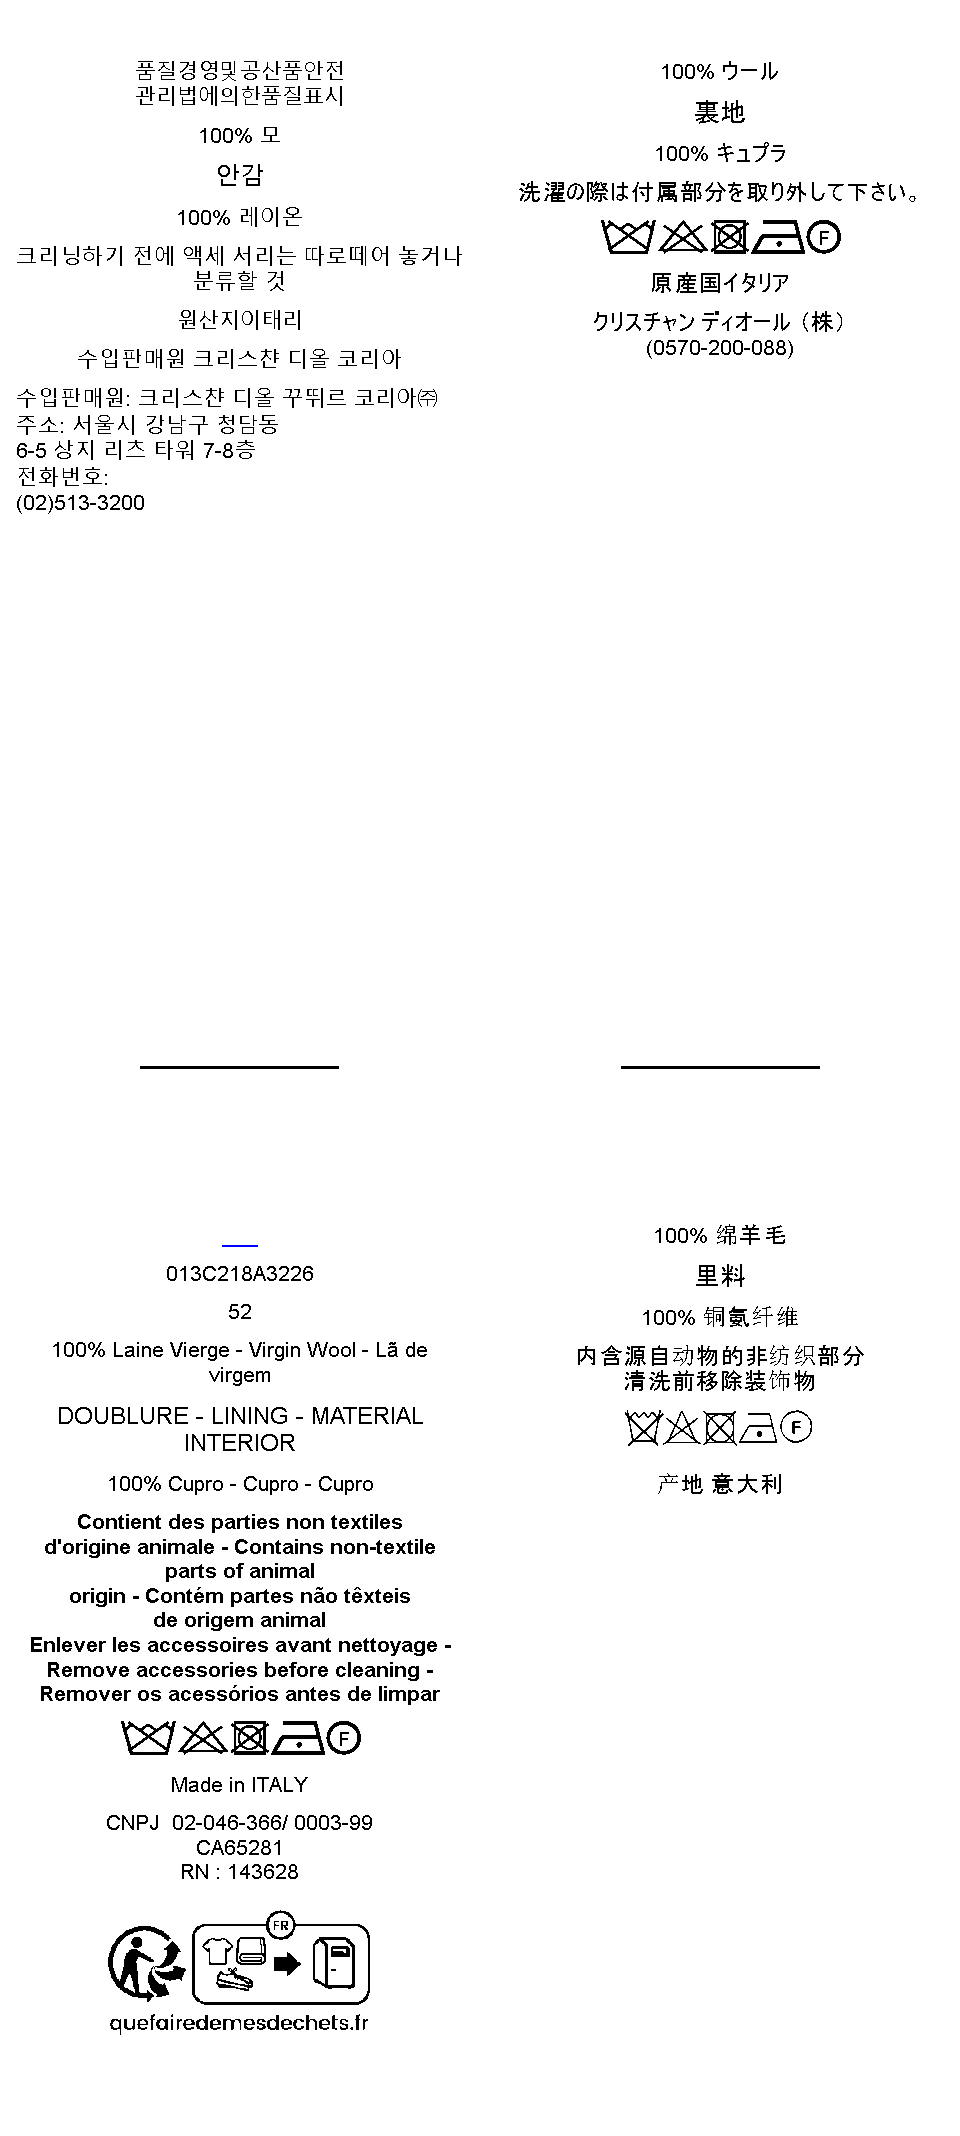 품질경영및공산품안전
관리법에의한품질표시
100% 모
안감
100% 레이온
크리닝하기 전에 액세 서리는 따로떼어 놓거나
분류할 것
원산지이태리
수입판매원 크리스챤 디올 코리아
수입판매원: 크리스챤 디올 꾸뛰르 코리아㈜
주소: 서울시 강남구 청담동
6-5 상지 리츠 타워 7-8층
전화번호:
(02)513-3200
100% ウール
裏地
100% キュプラ
洗濯の際は付属部分を取り外して下さい。
F
原産国イタリア
クリスチャン ディオール（株）
(0570-200-088)
013C218A3226
52
100% Laine Vierge - Virgin Wool - Lã de
virgem
DOUBLURE - LINING - MATERIAL
INTERIOR
100% Cupro - Cupro - Cupro
Contient des parties non textiles
d'origine animale - Contains non-textile
parts of animal
origin - Contém partes não têxteis
de origem animal
Enlever les accessoires avant nettoyage -
Remove accessories before cleaning -
Remover os acessórios antes de limpar
F
Made in ITALY
CNPJ 02-046-366/ 0003-99
CA65281
RN : 143628
FR
quefairedemesdechets.fr
100% 绵羊毛
里料
100% 铜氨纤维
内含源自动物的非纺织部分
清洗前移除装饰物
F
产地 意大利